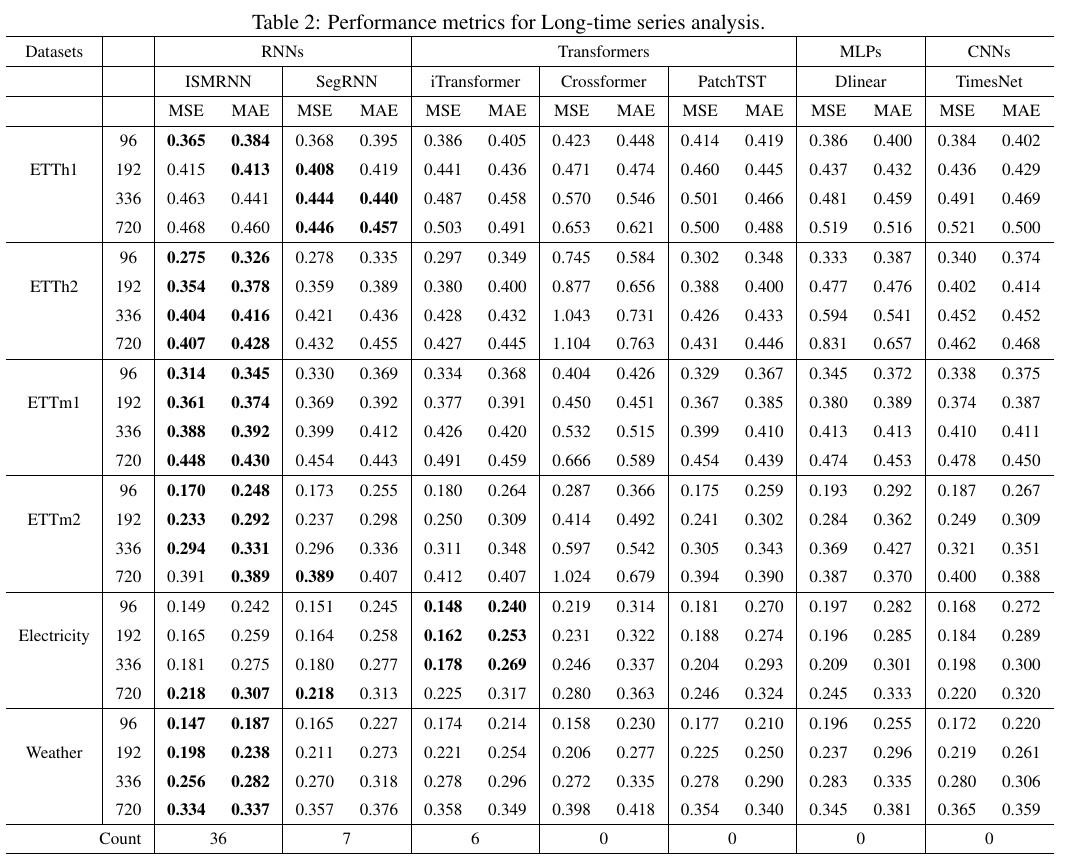 Table 2: Performance metrics for Long-time series analysis.
Datasets RNNs Transformers MLPs CNNs
ISMRNN SegRNN iTransformer Crossformer PatchTST Dlinear TimesNet
MSE MAE MSE MAE MSE MAE MSE MAE MSE MAE MSE MAE MSE MAE
96 0.365 0.384 0.368 0.395 0.386 0.405 0.423 0.448 0.414 0.419 0.386 0.400 0.384 0.402
ETTh1 192 0.415 0.413 0.408 0.419 0.441 0.436 0.471 0.474 0.460 0.445 0.437 0.432 0.436 0.429
336 0.463 0.441 0.444 0.440 0.487 0.458 0.570 0.546 0.501 0.466 0.481 0.459 0.491 0.469
720 0.468 0.460 0.446 0.457 0.503 0.491 0.653 0.621 0.500 0.488 0.519 0.516 0.521 0.500
96 0.275 0.326 0.278 0.335 0.297 0.349 0.745 0.584 0.302 0.348 0.333 0.387 0.340 0.374
ETTh2 192 0.354 0.378 0.359 0.389 0.380 0.400 0.877 0.656 0.388 0.400 0.477 0.476 0.402 0.414
336 0.404 0.416 0.421 0.436 0.428 0.432 1.043 0.731 0.426 0.433 0.594 0.541 0.452 0.452
720 0.407 0.428 0.432 0.455 0.427 0.445 1.104 0.763 0.431 0.446 0.831 0.657 0.462 0.468
96 0.314 0.345 0.330 0.369 0.334 0.368 0.404 0.426 0.329 0.367 0.345 0.372 0.338 0.375
ETTm1 192 0.361 0.374 0.369 0.392 0.377 0.391 0.450 0.451 0.367 0.385 0.380 0.389 0.374 0.387
336 0.388 0.392 0.399 0.412 0.426 0.420 0.532 0.515 0.399 0.410 0.413 0.413 0.410 0.411
720 0.448 0.430 0.454 0.443 0.491 0.459 0.666 0.589 0.454 0.439 0.474 0.453 0.478 0.450
96 0.170 0.248 0.173 0.255 0.180 0.264 0.287 0.366 0.175 0.259 0.193 0.292 0.187 0.267
ETTm2 192 0.233 0.292 0.237 0.298 0.250 0.309 0.414 0.492 0.241 0.302 0.284 0.362 0.249 0.309
336 0.294 0.331 0.296 0.336 0.311 0.348 0.597 0.542 0.305 0.343 0.369 0.427 0.321 0.351
720 0.391 0.389 0.389 0.407 0.412 0.407 1.024 0.679 0.394 0.390 0.387 0.370 0.400 0.388
96 0.149 0.242 0.151 0.245 0.148 0.240 0.219 0.314 0.181 0.270 0.197 0.282 0.168 0.272
Electricity 192 0.165 0.259 0.164 0.258 0.162 0.253 0.231 0.322 0.188 0.274 0.196 0.285 0.184 0.289
336 0.181 0.275 0.180 0.277 0.178 0.269 0.246 0.337 0.204 0.293 0.209 0.301 0.198 0.300
720 0.218 0.307 0.218 0.313 0.225 0.317 0.280 0.363 0.246 0.324 0.245 0.333 0.220 0.320
96 0.147 0.187 0.165 0.227 0.174 0.214 0.158 0.230 0.177 0.210 0.196 0.255 0.172 0.220
Weather 192 0.198 0.238 0.211 0.273 0.221 0.254 0.206 0.277 0.225 0.250 0.237 0.296 0.219 0.261
336 0.256 0.282 0.270 0.318 0.278 0.296 0.272 0.335 0.278 0.290 0.283 0.335 0.280 0.306
720 0.334 0.337 0.357 0.376 0.358 0.349 0.398 0.418 0.354 0.340 0.345 0.381 0.365 0.359
Count 36 7 6 0 0 0 0